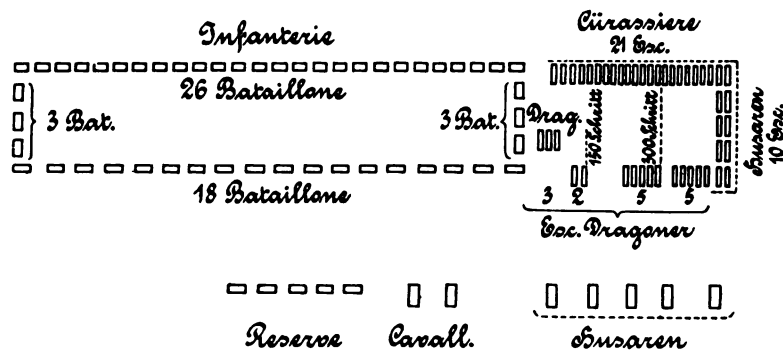 Infanterie
Cürassiere
21 Esc.
26 Bataillone
3 Bat.
3 Bat.
Drag.
150 Schritt
300 Schritt
Husaren
10 Esc.
18 Bataillone
3 2 5 5
Esc. Dragoner
Reserve Cavall. Husaren